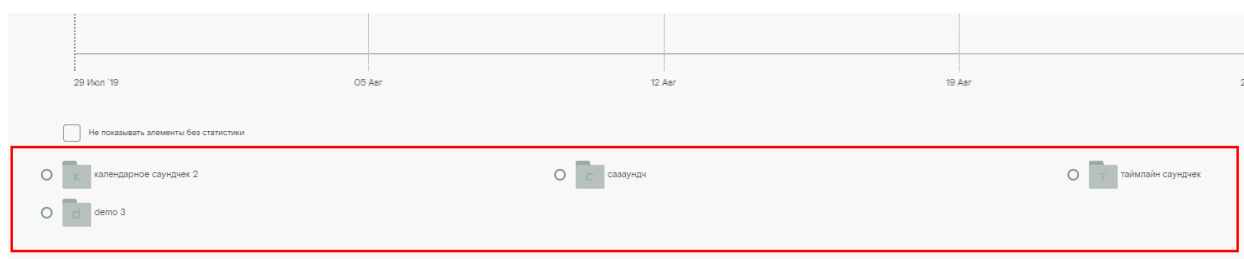 29 Июл `19 05 Авг 12 Авг 19 Авг 2
Не показывать элементы без статистики
К календарное саундчек 2 С саааундч Т таймлайн саундчек
d demo 3